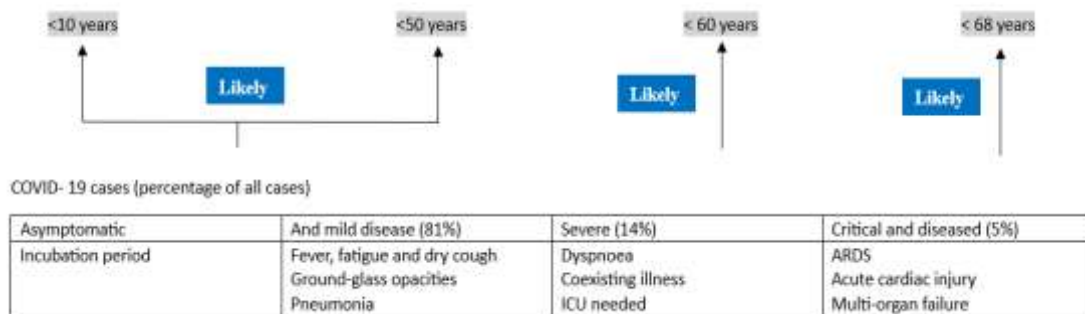 <10 years
<50 years
< 60 years
< 68 years
Likely
Likely
Likely
COVID- 19 cases (percentage of all cases)
Asymptomatic
And mild disease (81%)
Severe (14%)
Critical and diseased (5%)
Incubation period
Fever, fatigue and dry cough
Ground-glass opacities
Pneumonia
Dyspnoea
Coexisting illness
ICU needed
ARDS
Acute cardiac injury
Multi-organ failure